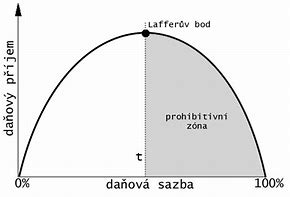 Lafferův bod
daňový příjem
prohibitivní
zóna
t
0%
daňová sazba
100%